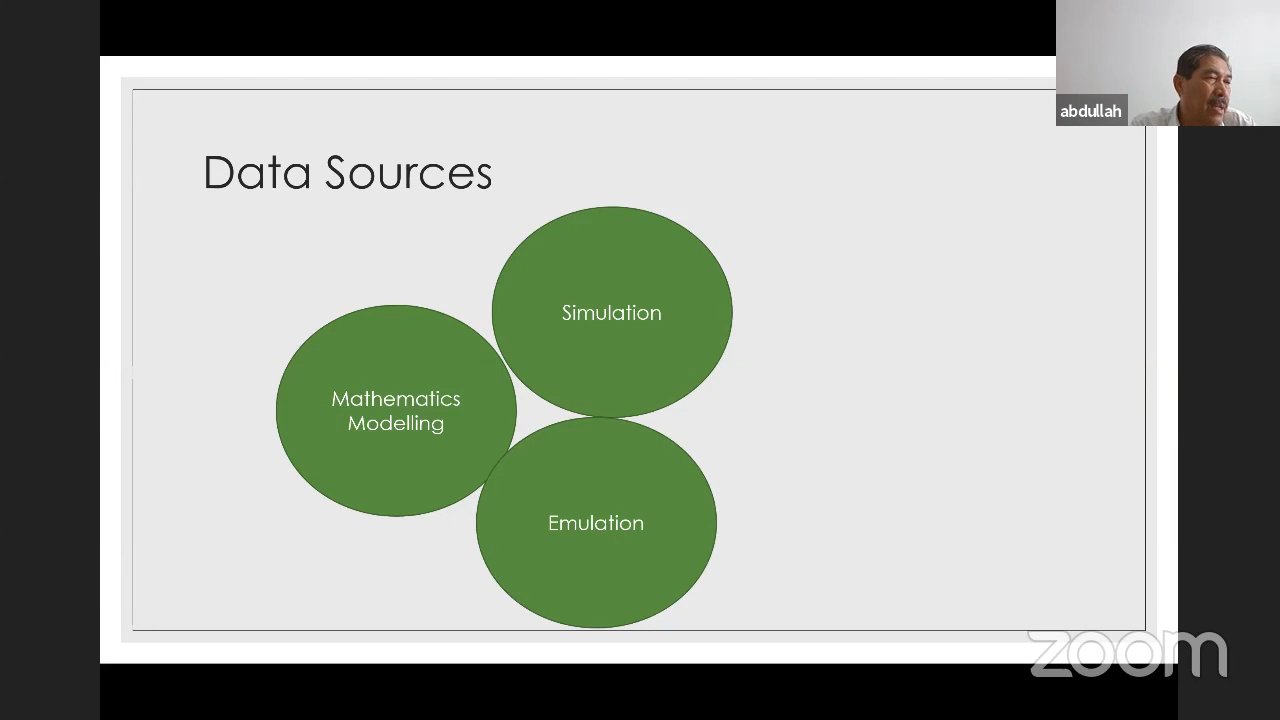 abdullah
Data Sources
Simulation
Mathematics
Modelling
Emulation
zoom